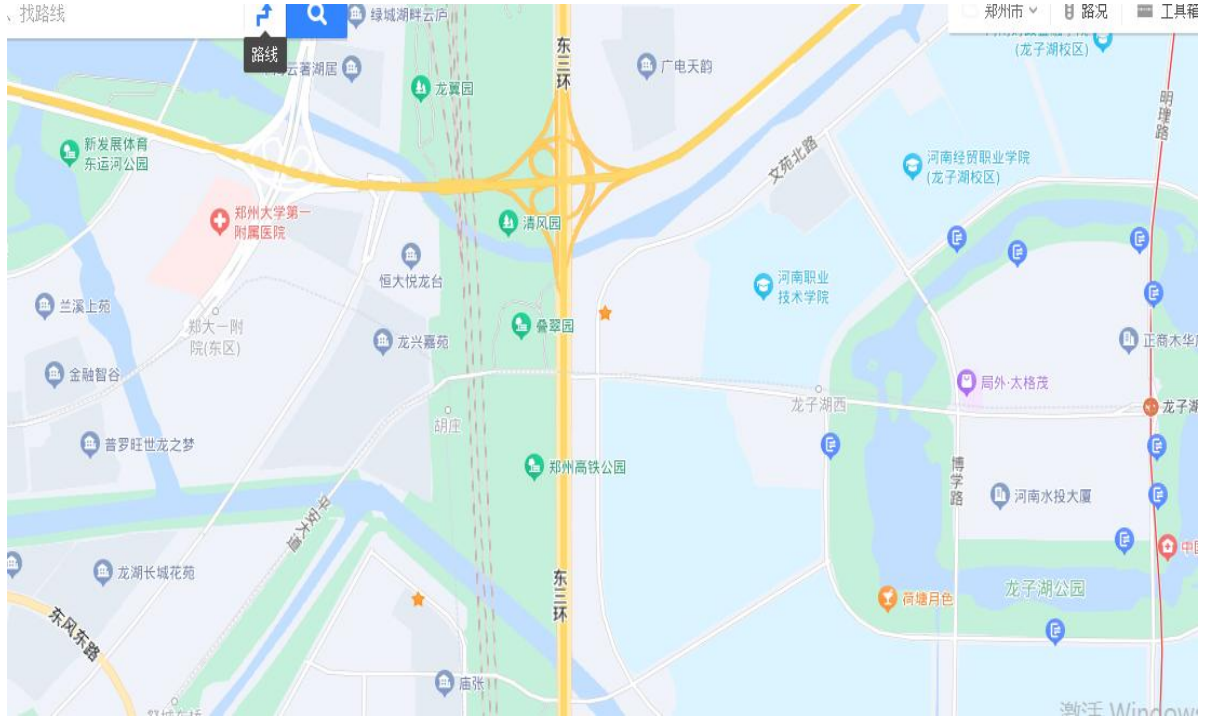 、找路线
路线
郑州市
路况
工具箱
绿城湖畔云庐
云著湖居
龙翼园
东三环
广电天韵
(龙子湖校区)
明理路
新发展体育
东运河公园
文苑北路
河南经贸职业学院
(龙子湖校区)
郑州大学第一
附属医院
清风园
恒大悦龙台
河南职业
技术学院
兰溪上苑
郑大一附
院(东区)
叠翠园
龙兴嘉苑
正商木华
金融智谷
局外·太格茂
龙子湖西
龙子湖
胡庄
普罗旺世龙之梦
郑州高铁公园
博学路
河南水投大厦
平安大道
中国
龙湖长城花苑
东三环
荷塘月色
龙子湖公园
东风东路
庙张
激活 Windows